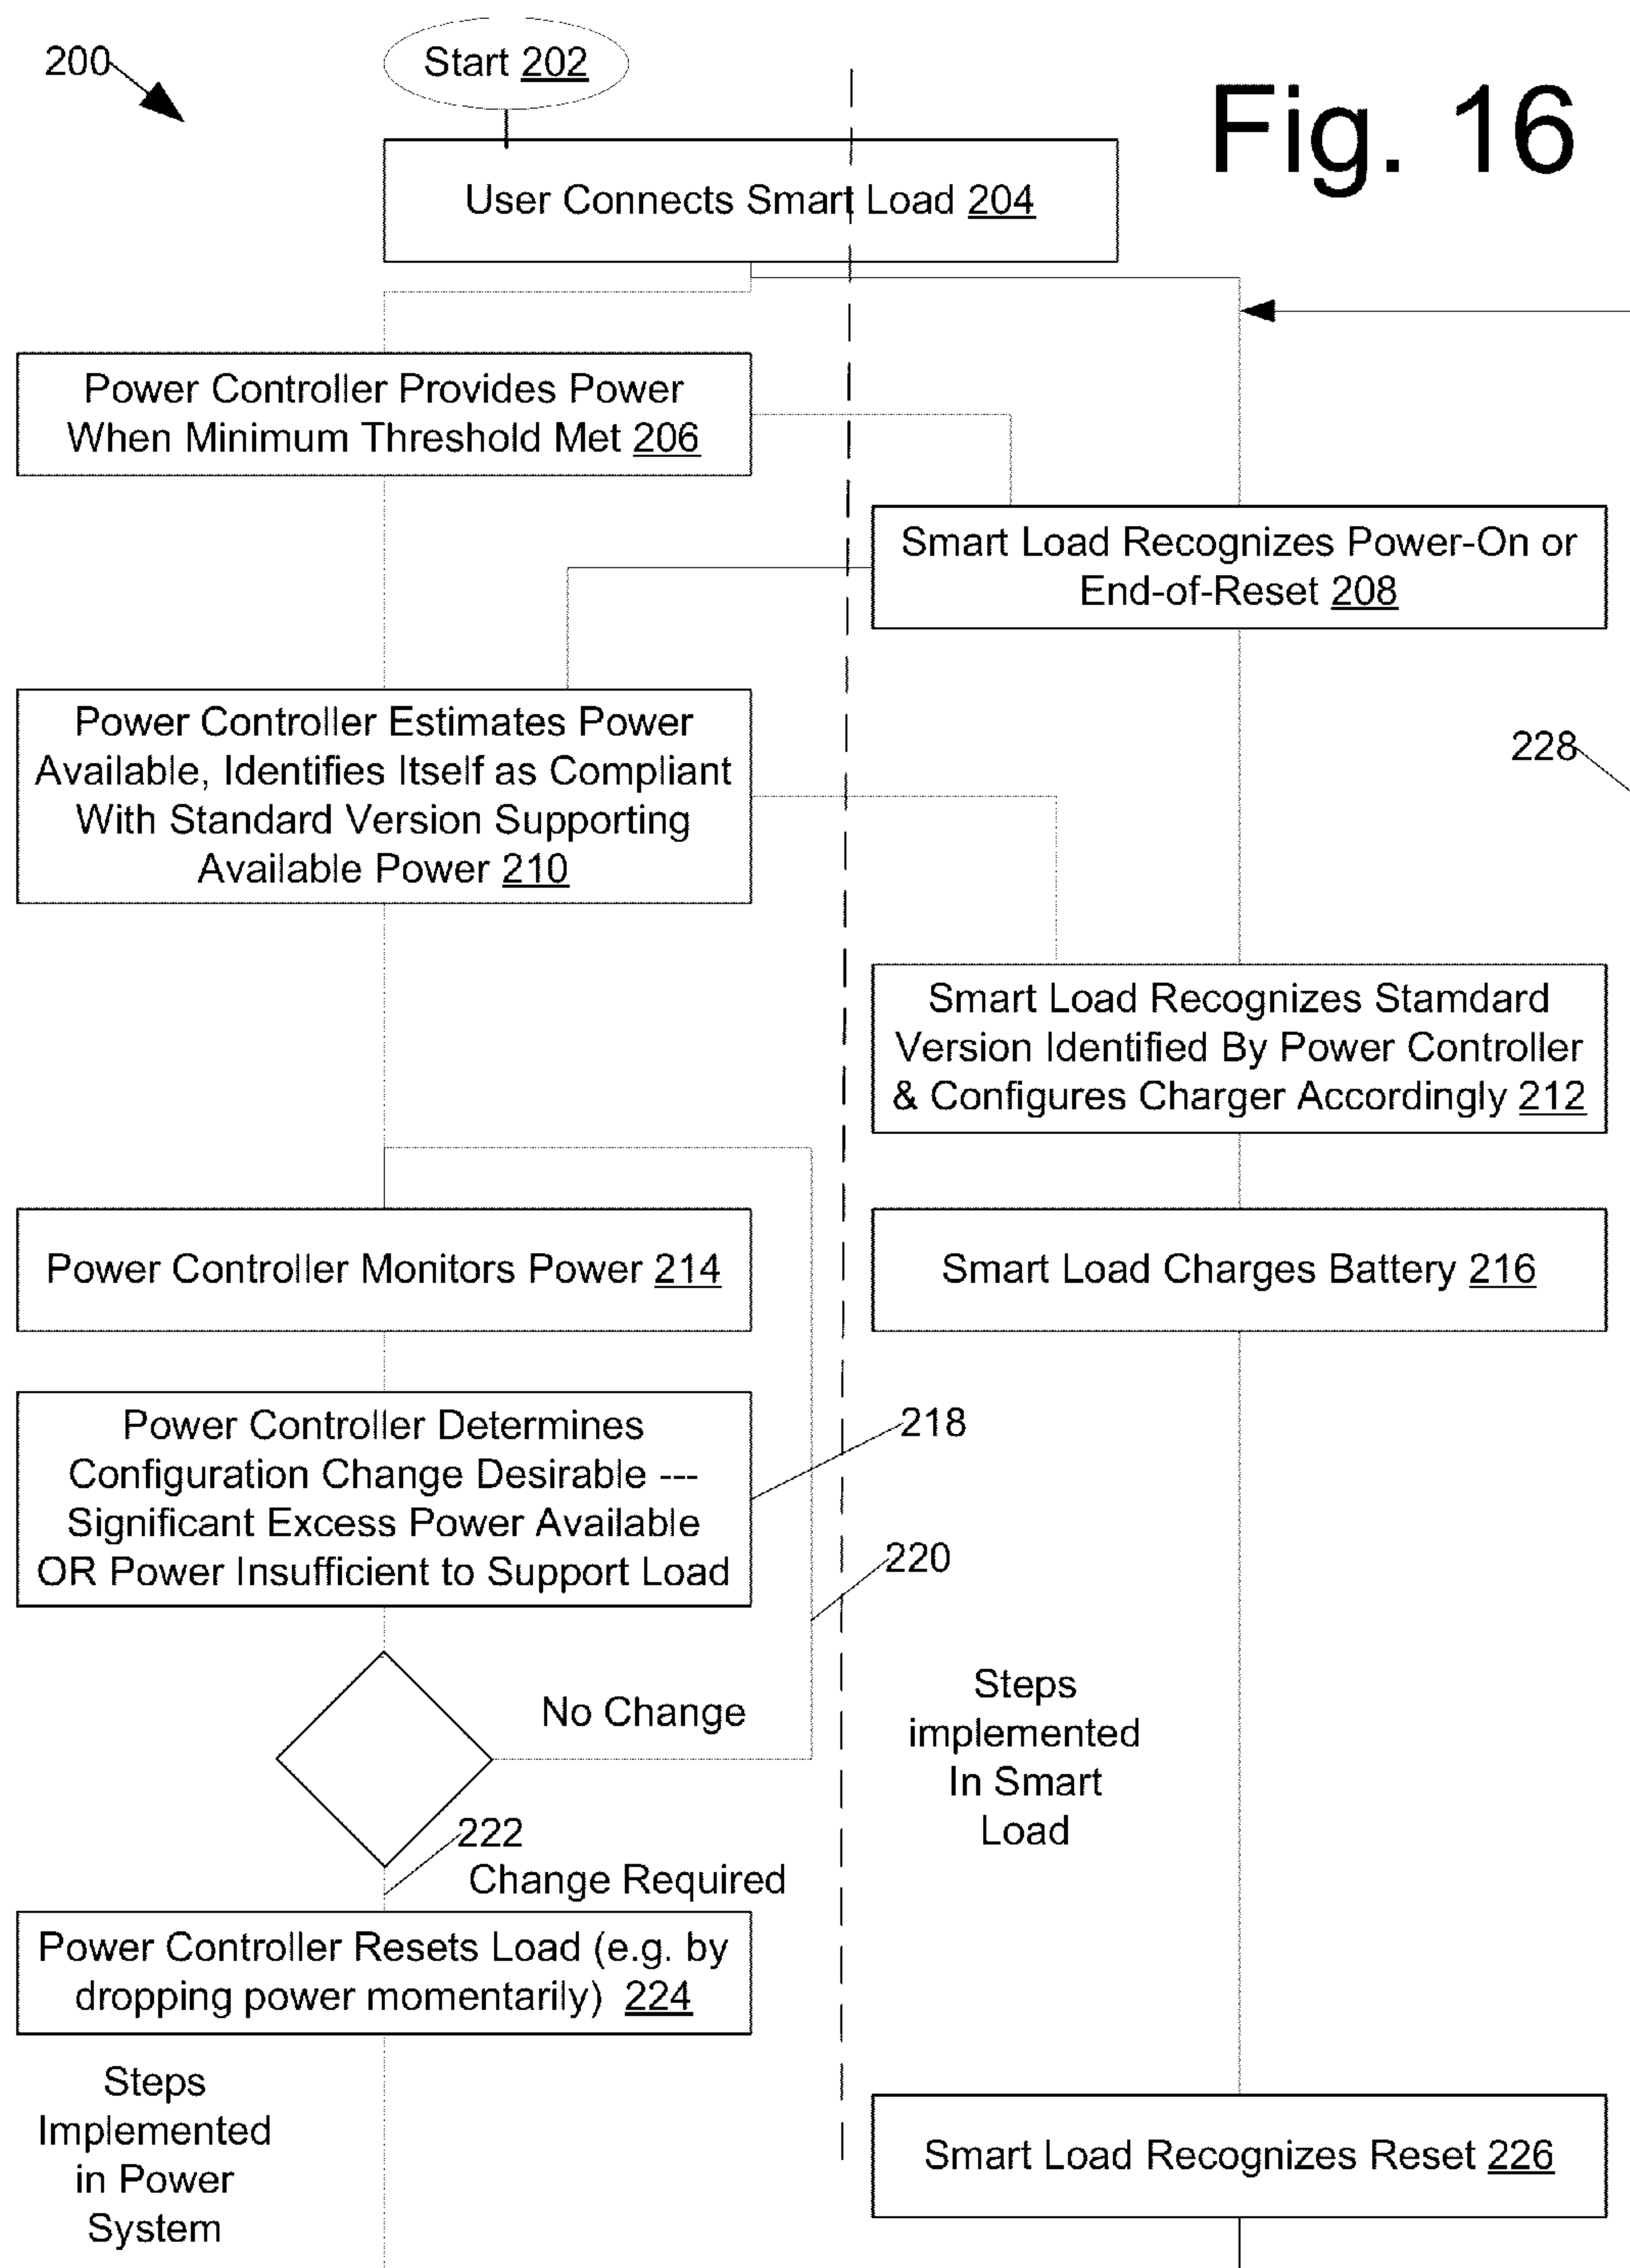 200
Start 202
Fig. 16
User Connects Smart Load 204
Power Controller Provides Power
When Minimum Threshold Met 206
Smart Load Recognizes Power-On or
End-of-Reset 208
Power Controller Estimates Power
Available, Identifies Itself as Compliant
With Standard Version Supporting
Available Power 210
228
Smart Load Recognizes Stamdard
Version Identified By Power Controller
& Configures Charger Accordingly 212
Power Controller Monitors Power 214
Smart Load Charges Battery 216
Power Controller Determines
Configuration Change Desirable ---
Significant Excess Power Available
OR Power Insufficient to Support Load
218
220
No Change
Steps
implemented
In Smart
Load
222
Change Required
Power Controller Resets Load (e.g. by
dropping power momentarily) 224
Steps
Implemented
in Power
System
Smart Load Recognizes Reset 226